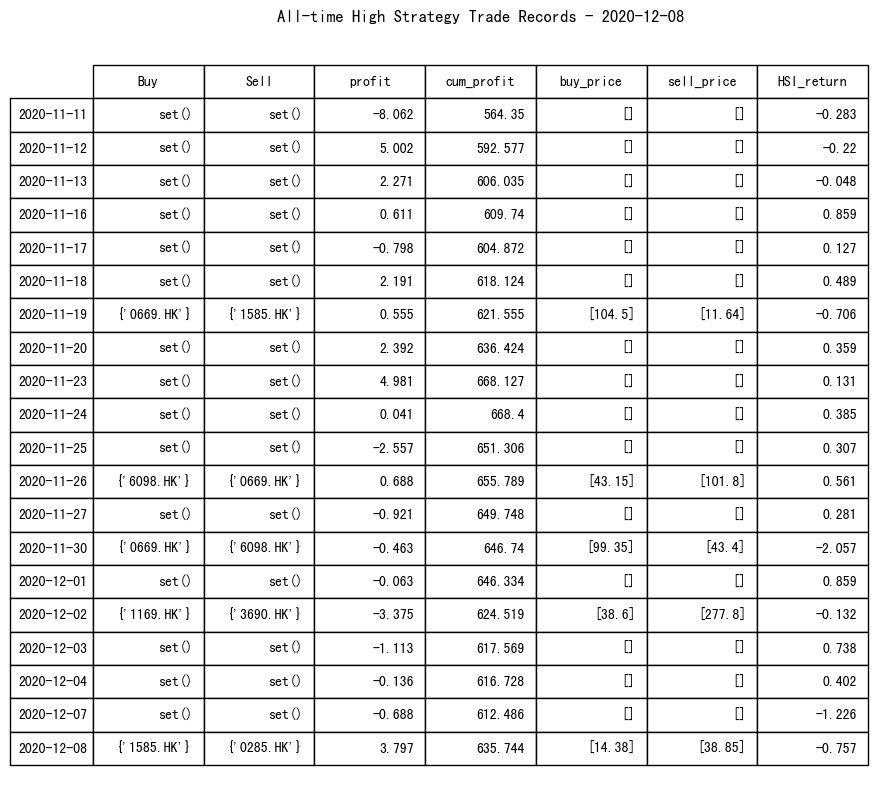 All-time High Strategy Trade Records - 2020-12-08
Buy Sell profit cum_profit buy_price sell_price HSI_return
2020-11-11 set() set() -8.062 564.35 [] [] -0.283
2020-11-12 set() set() 5.002 592.577 [] [] -0.22
2020-11-13 set() set() 2.271 606.035 [] [] -0.048
2020-11-16 set() set() 0.611 609.74 [] [] 0.859
2020-11-17 set() set() -0.798 604.872 [] [] 0.127
2020-11-18 set() set() 2.191 618.124 [] [] 0.489
2020-11-19 {'0669.HK'} {'1585.HK'} 0.555 621.555 [104.5] [11.64] -0.706
2020-11-20 set() set() 2.392 636.424 [] [] 0.359
2020-11-23 set() set() 4.981 668.127 [] [] 0.131
2020-11-24 set() set() 0.041 668.4 [] [] 0.385
2020-11-25 set() set() -2.557 651.306 [] [] 0.307
2020-11-26 {'6098.HK'} {'0669.HK'} 0.688 655.789 [43.15] [101.8] 0.561
2020-11-27 set() set() -0.921 649.748 [] [] 0.281
2020-11-30 {'0669.HK'} {'6098.HK'} -0.463 646.74 [99.35] [43.4] -2.057
2020-12-01 set() set() -0.063 646.334 [] [] 0.859
2020-12-02 {'1169.HK'} {'3690.HK'} -3.375 624.519 [38.6] [277.8] -0.132
2020-12-03 set() set() -1.113 617.569 [] [] 0.738
2020-12-04 set() set() -0.136 616.728 [] [] 0.402
2020-12-07 set() set() -0.688 612.486 [] [] -1.226
2020-12-08 {'1585.HK'} {'0285.HK'} 3.797 635.744 [14.38] [38.85] -0.757